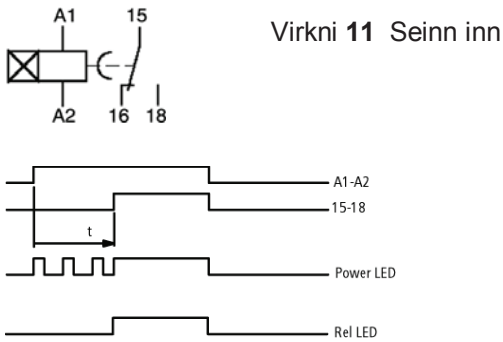 A1 15
Virkni 11 Seinn inn
A2 16 18
A1-A2
15-18
t
Power LED
Rel LED